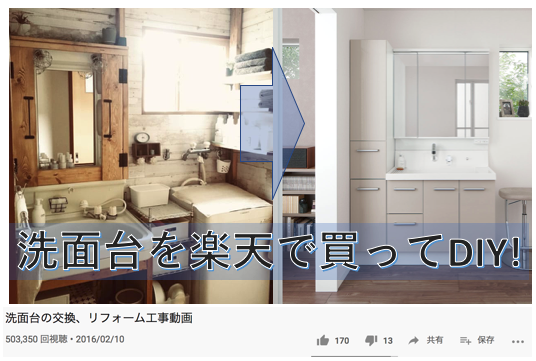 洗面台を楽天で買ってDIY!
洗面台の交換、リフォーム工事動画
503,350 回視聴・2016/02/10
170
13
共有
保存